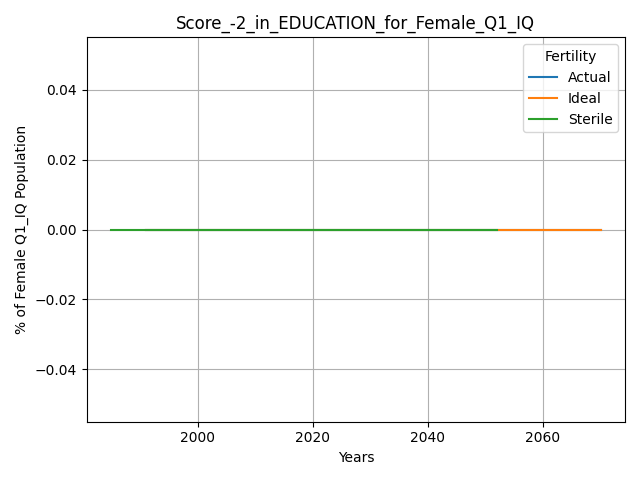 Score_-2_in_EDUCATION_for_Female_Q1_IQ
Fertility
Actual
Ideal
Sterile
% of Female Q1_IQ Population
0.04
0.02
0.00
−0.02
−0.04
2000 2020 2040 2060
Years